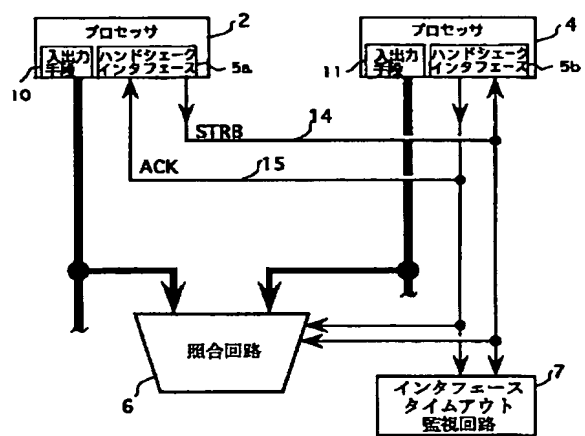 プロセッサ
2
入出力
手段
ハンドシェーク
インタフェース
5a
10
プロセッサ
4
入出力
手段
ハンドシェーク
インタフェース
5b
11
STRB
14
ACK
15
照合回路
6
インタフェース
タイムアウト
監視回路
7